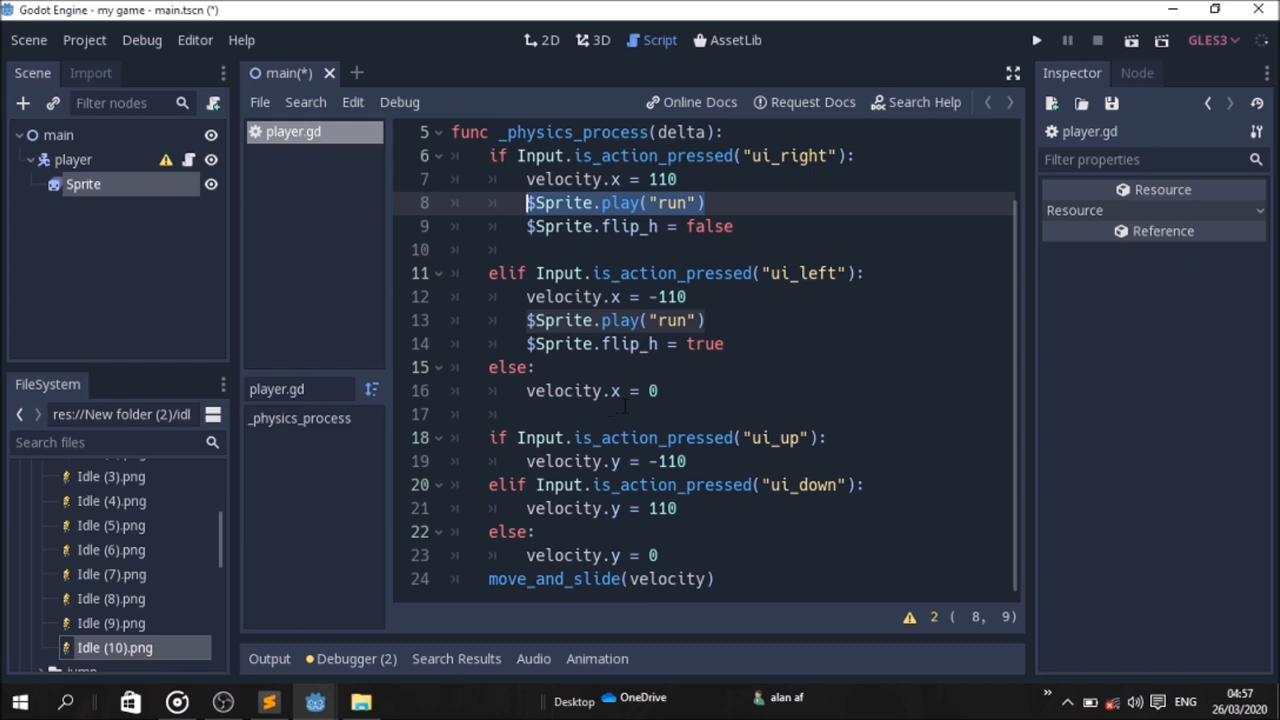 Godot Engine - my game - main.tscn (*)
Scene Project Debug Editor Help
2D 3D Script AssetLib
GLES3
Scene Import
Filter nodes
main
player
Sprite
FileSystem
res://New folder (2)/idl
Search files
Idle (3).png
Idle (4).png
Idle (5).png
Idle (6).png
Idle (7).png
Idle (8).png
Idle (9).png
Idle (10).png
main(*)
File Search Edit Debug
Online Docs Request Docs Search Help
player.gd
player.gd
_physics_process
5 func _physics_process(delta):
6 if Input.is_action_pressed("ui_right"):
7 velocity.x = 110
8 $Sprite.play("run")
9 $Sprite.flip_h = false
10
11 elif Input.is_action_pressed("ui_left"):
12 velocity.x = -110
13 $Sprite.play("run")
14 $Sprite.flip_h = true
15 else:
16 velocity.x = 0
17
18 if Input.is_action_pressed("ui_up"):
19 velocity.y = -110
20 elif Input.is_action_pressed("ui_down"):
21 velocity.y = 110
22 else:
23 velocity.y = 0
24 move_and_slide(velocity)
2 ( 8, 9)
Output Debugger (2) Search Results Audio Animation
Inspector Node
player.gd
Filter properties
Resource
Resource
Reference
Desktop OneDrive alan af
ENG
04:57
26/03/2020